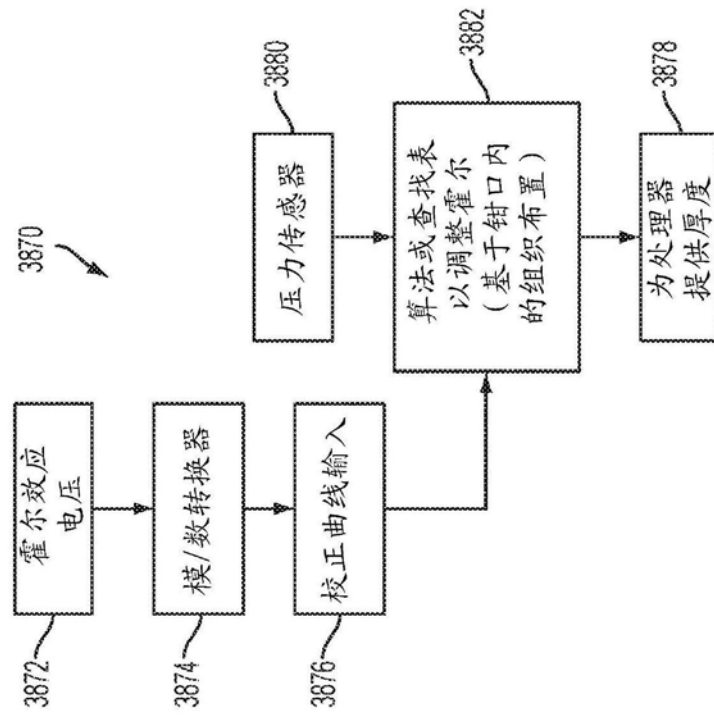 3870
霍尔效应
电压
3872
模/数转换器
3874
校正曲线输入
3876
压力传感器
3880
算法或查找表
以调整霍尔
（基于钳口内
的组织布置）
3882
为处理器
提供厚度
3878